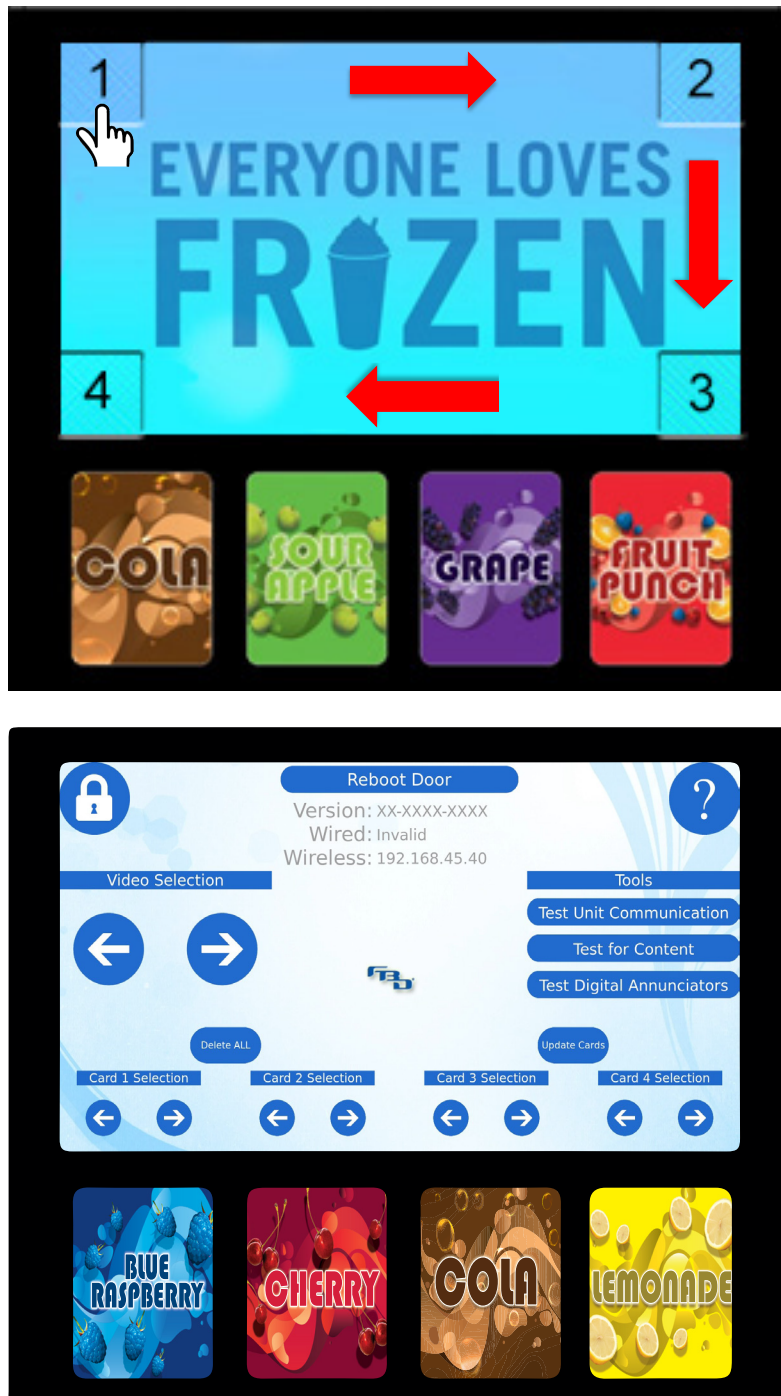 1
2
EVERYONE LOVES
FROZEN
4
3
COLA
SOUR
APPLE
GRAPE
FRUIT
PUNCH
Reboot Door
?
Version: XX-XXXX-XXXX
Wired: Invalid
Wireless: 192.168.45.40
Video Selection
Tools
Test Unit Communication
Test for Content
Test Digital Annunciators
FBD
Delete ALL
Update Cards
Card 1 Selection
Card 2 Selection
Card 3 Selection
Card 4 Selection
BLUE
RASPBERRY
CHERRY
COLA
LEMONADE